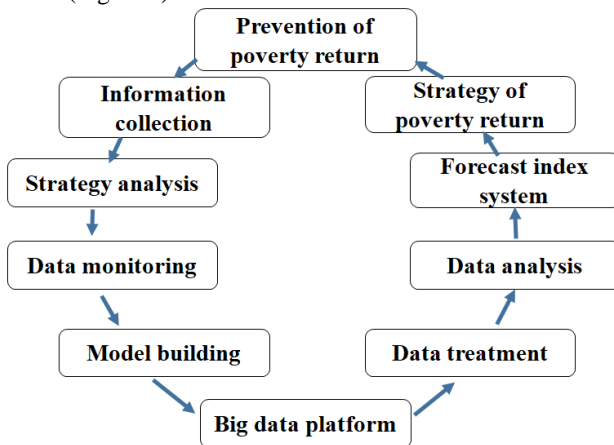 Prevention of
poverty return
Information
collection
Strategy of
poverty return
Strategy analysis
Forecast index
system
Data monitoring
Data analysis
Model building
Data treatment
Big data platform